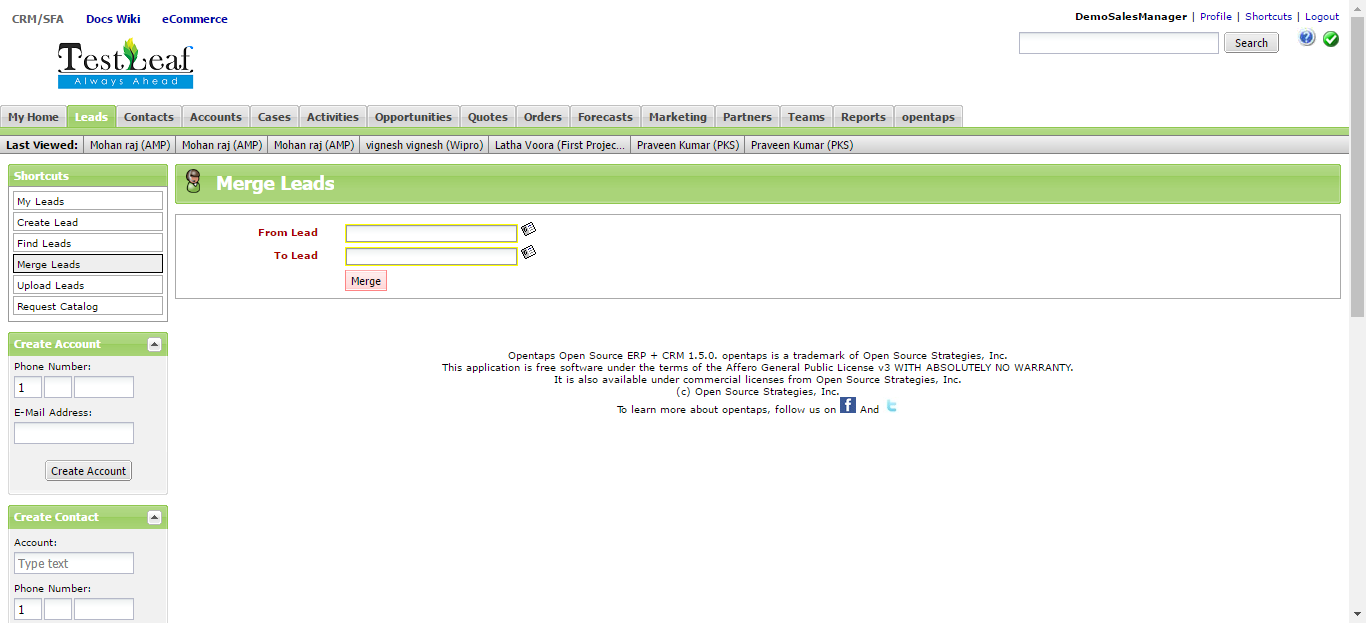 CRM/SFA Docs Wiki eCommerce
DemoSalesManager | Profile | Shortcuts | Logout
TestLeaf
Always Ahead
Search
My Home Leads Contacts Accounts Cases Activities Opportunities Quotes Orders Forecasts Marketing Partners Teams Reports opentaps
Last Viewed: Mohan raj (AMP) Mohan raj (AMP) Mohan raj (AMP) vignesh vignesh (Wipro) Latha Voora (First Projec... Praveen Kumar (PKS) Praveen Kumar (PKS)
Shortcuts
My Leads
Create Lead
Find Leads
Merge Leads
Upload Leads
Request Catalog
Merge Leads
From Lead
To Lead
Merge
Create Account
Phone Number:
1
E-Mail Address:
Create Account
Create Contact
Account:
Type text
Phone Number:
1
Opentaps Open Source ERP + CRM 1.5.0. opentaps is a trademark of Open Source Strategies, Inc.
This application is free software under the terms of the Affero General Public License v3 WITH ABSOLUTELY NO WARRANTY.
It is also available under commercial licenses from Open Source Strategies, Inc.
(c) Open Source Strategies, Inc.
To learn more about opentaps, follow us on f And t